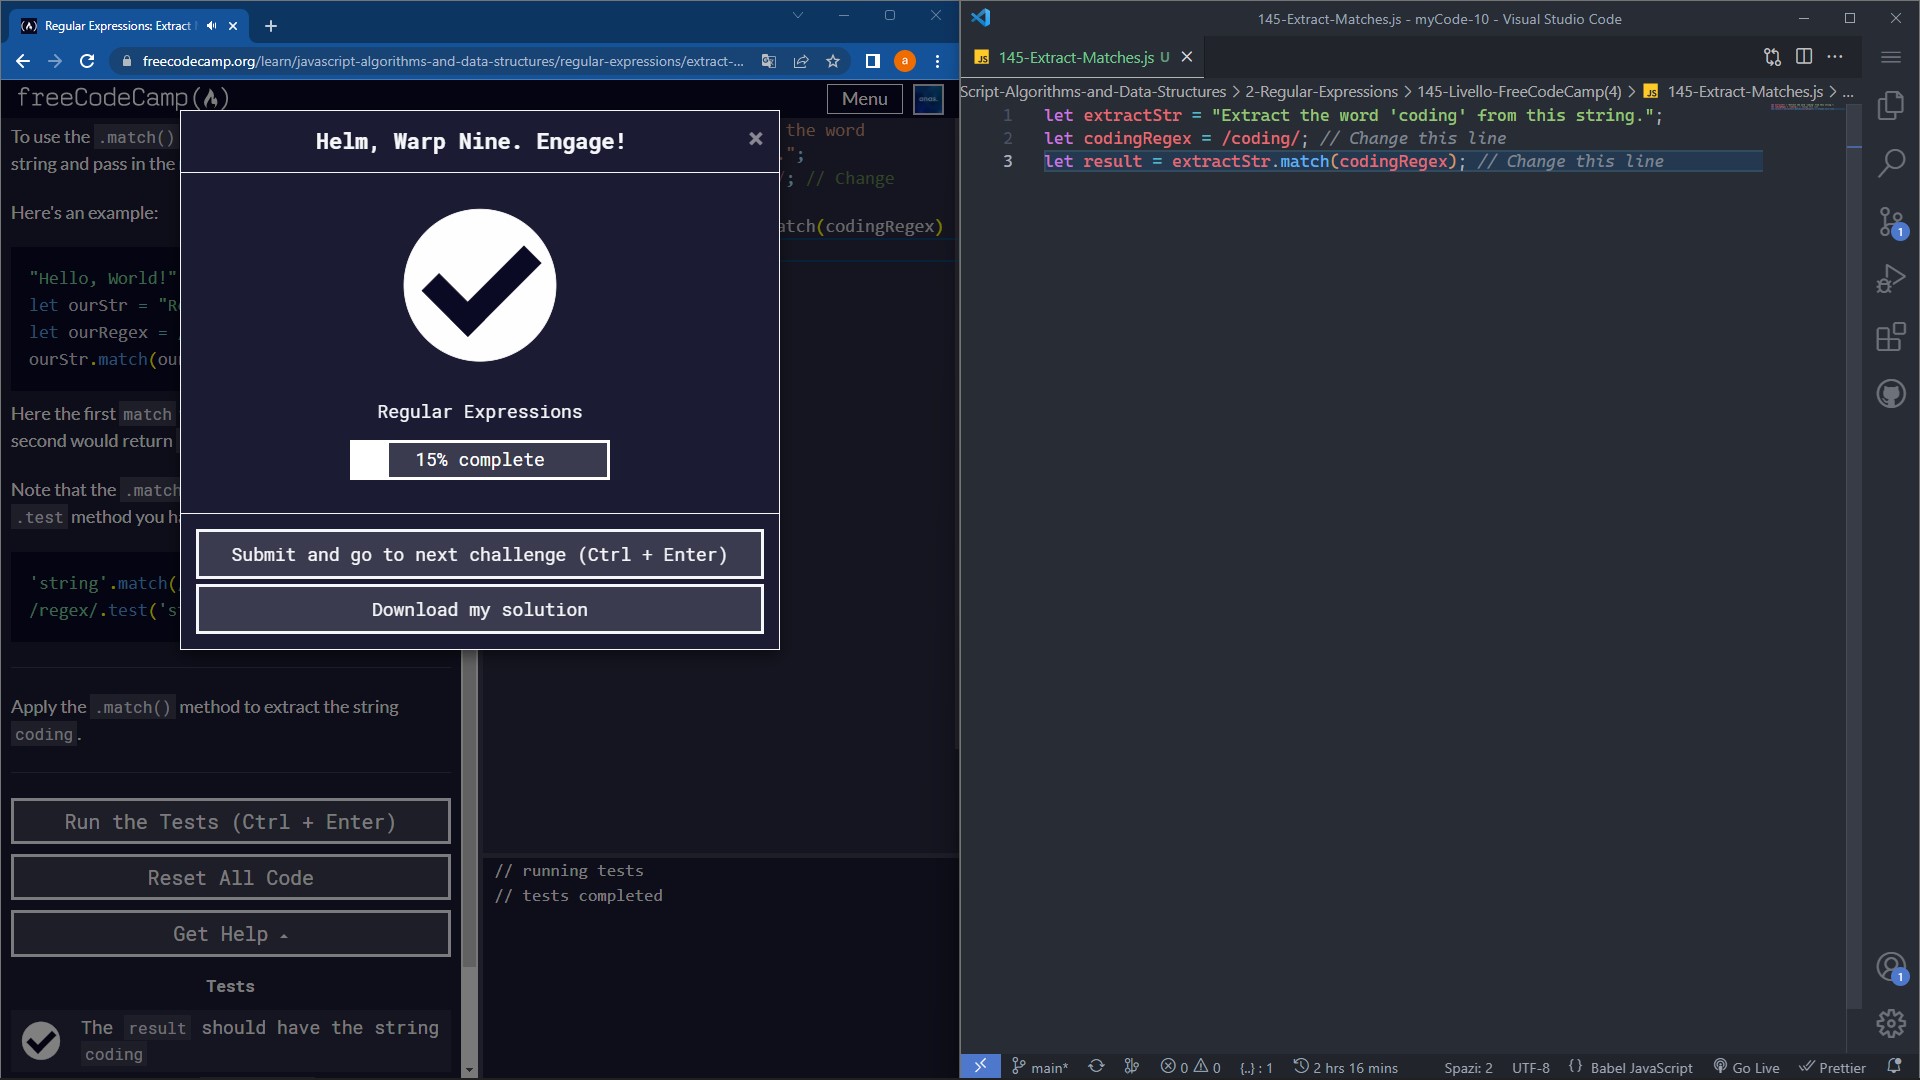 Regular Expressions: Extract
freecodecamp.org/learn/javascript-algorithms-and-data-structures/regular-expressions/extract-...
a
freeCodeCamp(🔥)
Menu
To use the .match()
string and pass in the
Here's an example:
"Hello, World!"
let ourStr = "R
let ourRegex =
ourStr.match(ou
Here the first match
second would return
Note that the .match
.test method you h
'string'.match(
/regex/.test('s
Apply the .match() method to extract the string
coding.
Run the Tests (Ctrl + Enter)
Reset All Code
Get Help
Tests
The result should have the string
coding
the word
.";
/; // Change
atch(codingRegex)
// running tests
// tests completed
Helm, Warp Nine. Engage!
×
Regular Expressions
15% complete
Submit and go to next challenge (Ctrl + Enter)
Download my solution
145-Extract-Matches.js - myCode-10 - Visual Studio Code
JS 145-Extract-Matches.js U
Script-Algorithms-and-Data-Structures > 2-Regular-Expressions > 145-Livello-FreeCodeCamp(4) > JS 145-Extract-Matches.js > ...
1 let extractStr = "Extract the word 'coding' from this string.";
2 let codingRegex = /coding/; // Change this line
3 let result = extractStr.match(codingRegex); // Change this line
1
1
main* 0 0 {..} : 1 2 hrs 16 mins Spazi: 2 UTF-8 {} Babel JavaScript Go Live Prettier